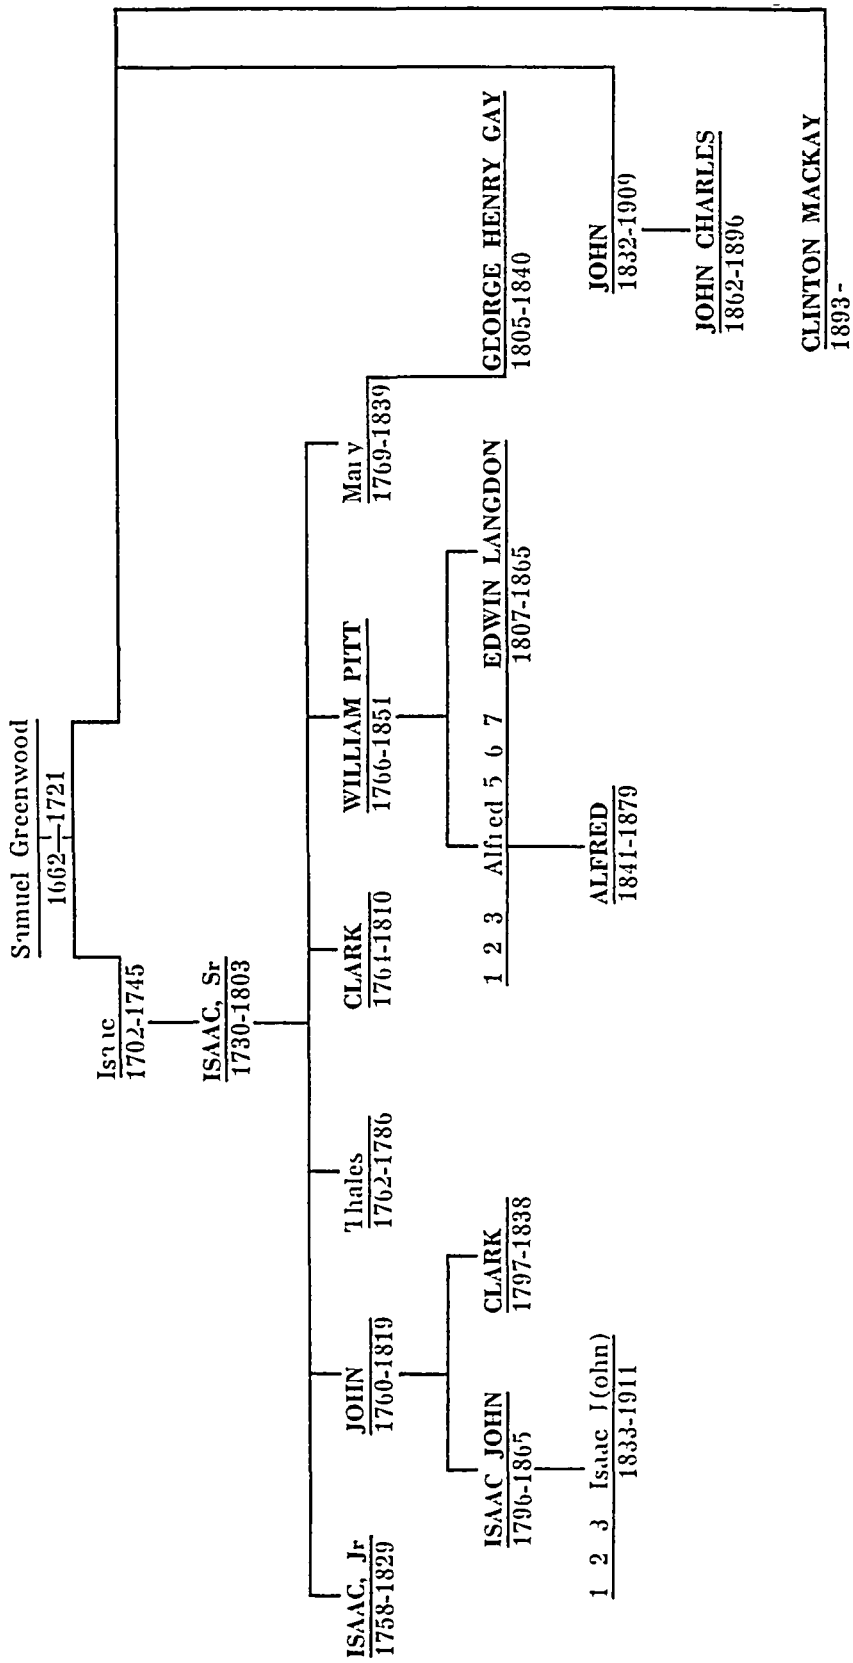 Samuel Greenwood
1662—1721
Isaac
1702-1745
ISAAC, Sr
1730-1803
ISAAC, Jr
1758-1829
JOHN
1760-1819
Thales
1762-1786
CLARK
1761-1810
WILLIAM PITT
1766-1851
Mary
1769-1839
ISAAC JOHN
1796-1865
CLARK
1797-1838
1 2 3 Alfred 5 6 7 EDWIN LANGDON
1807-1865
GEORGE HENRY GAY
1805-1840
1 2 3 Isaac J(ohn)
1833-1911
ALFRED
1841-1879
JOHN
1832-1909
JOHN CHARLES
1862-1896
CLINTON MACKAY
1893-